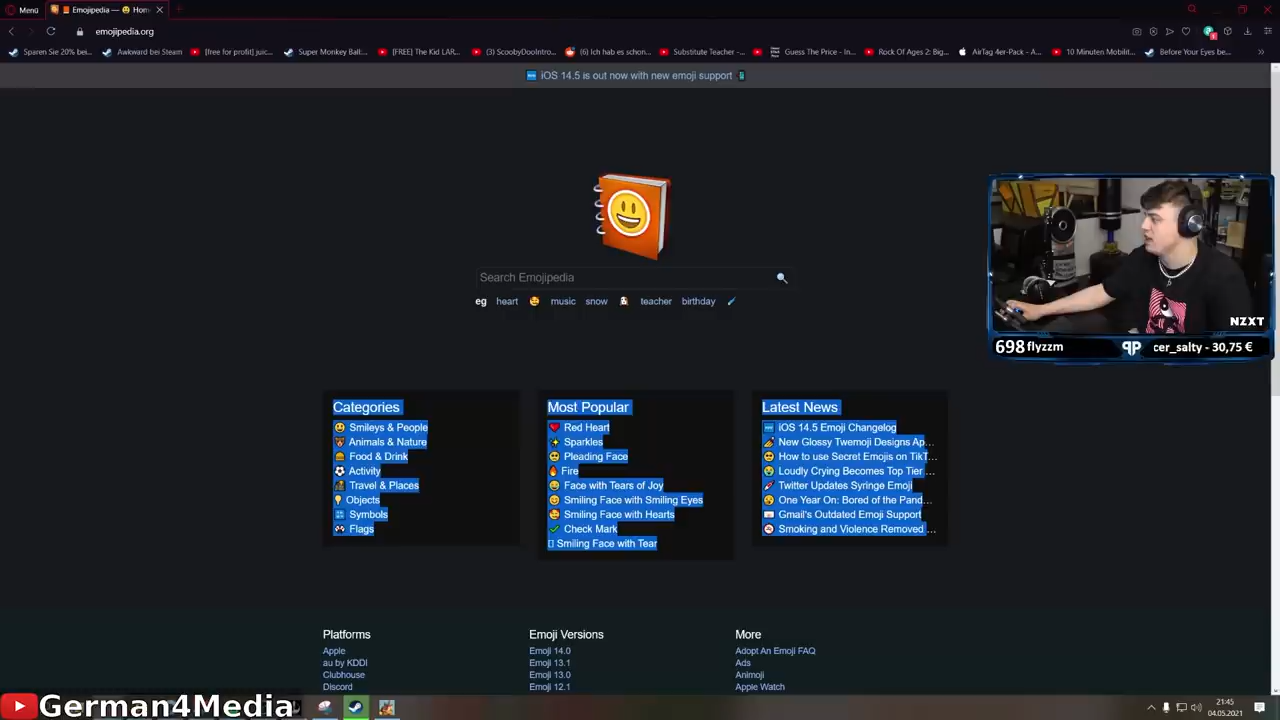 Menü
Emojipedia — 😃 Hom
emojipedia.org
Sparen Sie 20% bei...
Awkward bei Steam
[free for profit] juic...
Super Monkey Ball:...
[FREE] The Kid LAR...
(3) ScoobyDooIntro...
(6) Ich hab es schon...
Substitute Teacher -...
Guess The Price - In...
Rock Of Ages 2: Big...
AirTag 4er-Pack - A...
10 Minuten Mobilit...
Before Your Eyes be...
iOS 14.5 is out now with new emoji support
Search Emojipedia
eg heart 😘 music snow teacher birthday
NZXT
698 flyzzm
cer_salty - 30,75 €
Categories
Smileys & People
Animals & Nature
Food & Drink
Activity
Travel & Places
Objects
Symbols
Flags
Most Popular
Red Heart
Sparkles
Pleading Face
Fire
Face with Tears of Joy
Smiling Face with Smiling Eyes
Smiling Face with Hearts
Check Mark
Smiling Face with Tear
Latest News
iOS 14.5 Emoji Changelog
New Glossy Twemoji Designs Ap...
How to use Secret Emojis on TikT...
Loudly Crying Becomes Top Tier ...
Twitter Updates Syringe Emoji
One Year On: Bored of the Pand...
Gmail's Outdated Emoji Support
Smoking and Violence Removed ...
Platforms
Apple
au by KDDI
Clubhouse
Discord
Emoji Versions
Emoji 14.0
Emoji 13.1
Emoji 13.0
Emoji 12.1
More
Adopt An Emoji FAQ
Ads
Animoji
Apple Watch
German4Media
21:45
04.05.2021